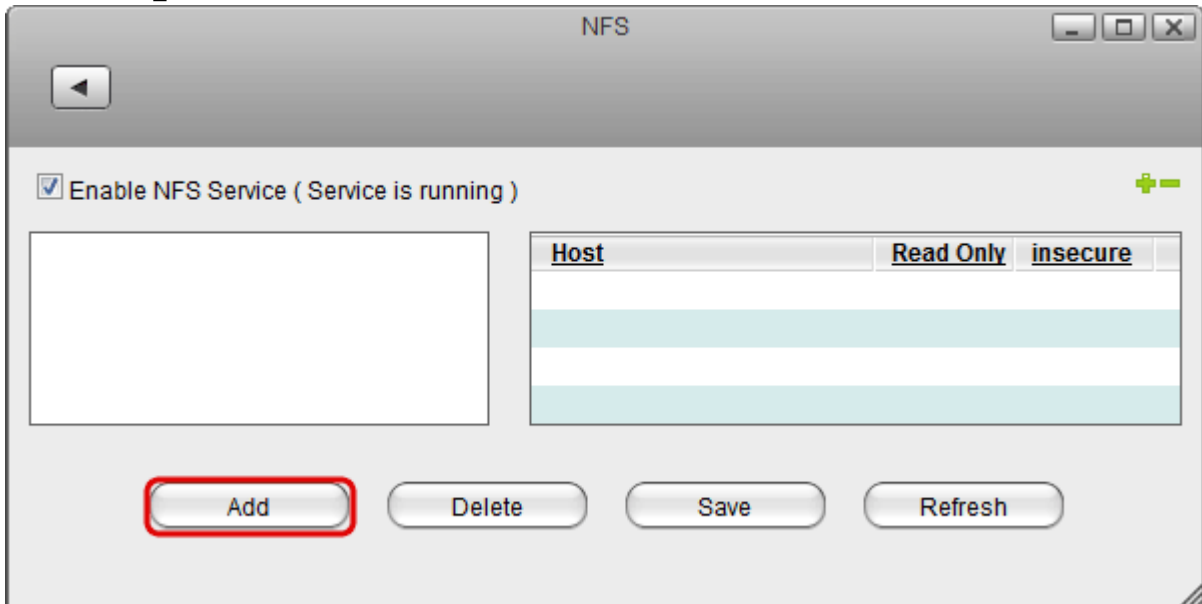 NFS
Enable NFS Service ( Service is running )
Host Read Only insecure
Add Delete Save Refresh